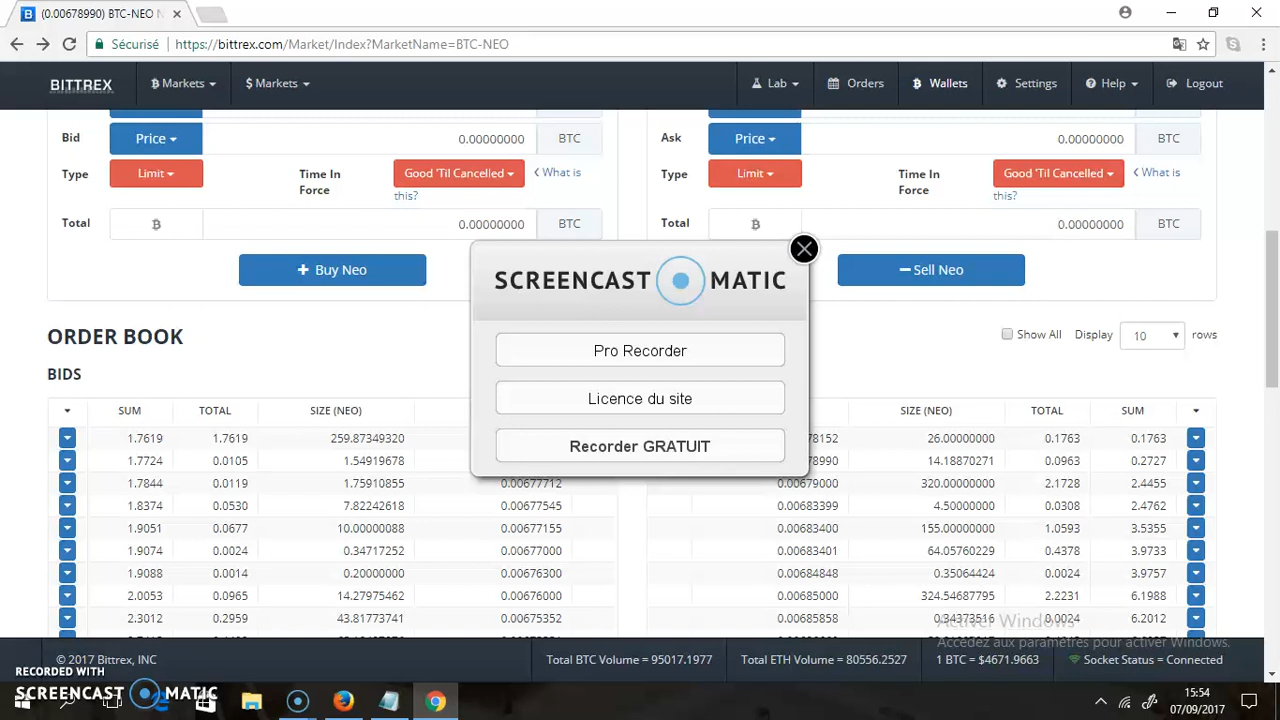 (0.00678990) BTC-NEO N
Sécurisé https://bittrex.com/Market/Index?MarketName=BTC-NEO
BITTREX Markets $ Markets Lab Orders Wallets Settings Help Logout
Bid Price 0.00000000 BTC Ask Price 0.00000000 BTC
Type Limit Time In Force Good 'Til Cancelled What is this? Type Limit Time In Force Good 'Til Cancelled What is this?
Total 0.00000000 BTC Total 0.00000000 BTC
Buy Neo Sell Neo
SCREENCAST MATIC
Pro Recorder
Licence du site
Recorder GRATUIT
ORDER BOOK Show All Display 10 rows
BIDS
SUM TOTAL SIZE (NEO) SIZE (NEO) TOTAL SUM
1.7619 1.7619 259.87349320 78152 26.00000000 0.1763 0.1763
1.7724 0.0105 1.54919678 78990 14.18870271 0.0963 0.2727
1.7844 0.0119 1.75910855 0.00677712 0.00679000 320.00000000 2.1728 2.4455
1.8374 0.0530 7.82242618 0.00677545 0.00683399 4.50000000 0.0308 2.4762
1.9051 0.0677 10.00000088 0.00677155 0.00683400 155.00000000 1.0593 3.5355
1.9074 0.0024 0.34717252 0.00677000 0.00683401 64.05760229 0.4378 3.9733
1.9088 0.0014 0.20000000 0.00676300 0.00684848 0.35064424 0.0024 3.9757
2.0053 0.0965 14.27975462 0.00676000 0.00685000 324.54687795 2.2231 6.1988
2.3012 0.2959 43.81773741 0.00675352 0.00685858 0.34373516 0.0024 6.2012
Activer Windows
Accédez aux paramètres pour activer Windows.
© 2017 Bittrex, INC Total BTC Volume = 95017.1977 Total ETH Volume = 80556.2527 1 BTC = $4671.9663 Socket Status = Connected
RECORDED WITH
SCREENCAST MATIC
15:54
07/09/2017